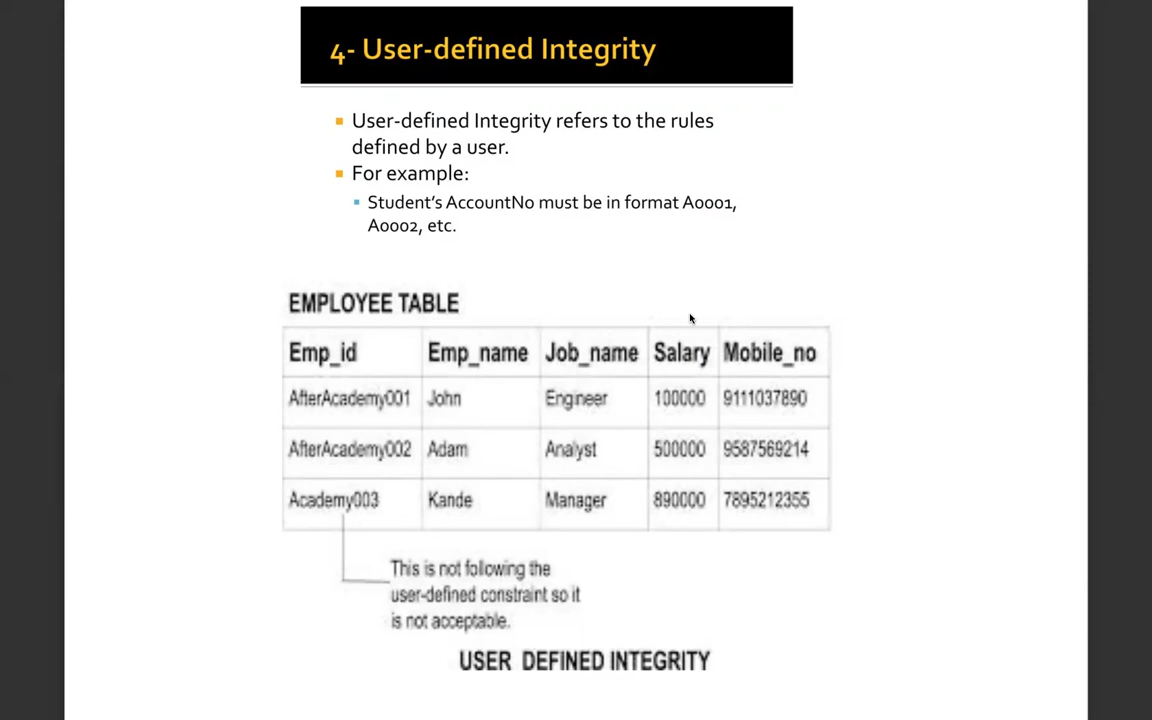 4- User-defined Integrity
User-defined Integrity refers to the rules
defined by a user.
For example:
Student's AccountNo must be in format A0001,
A0002, etc.
EMPLOYEE TABLE
Emp_id Emp_name Job_name Salary Mobile_no
AfterAcademy001 John Engineer 100000 9111037890
AfterAcademy002 Adam Analyst 500000 9587569214
Academy003 Kande Manager 890000 7895212355
This is not following the
user-defined constraint so it
is not acceptable.
USER DEFINED INTEGRITY